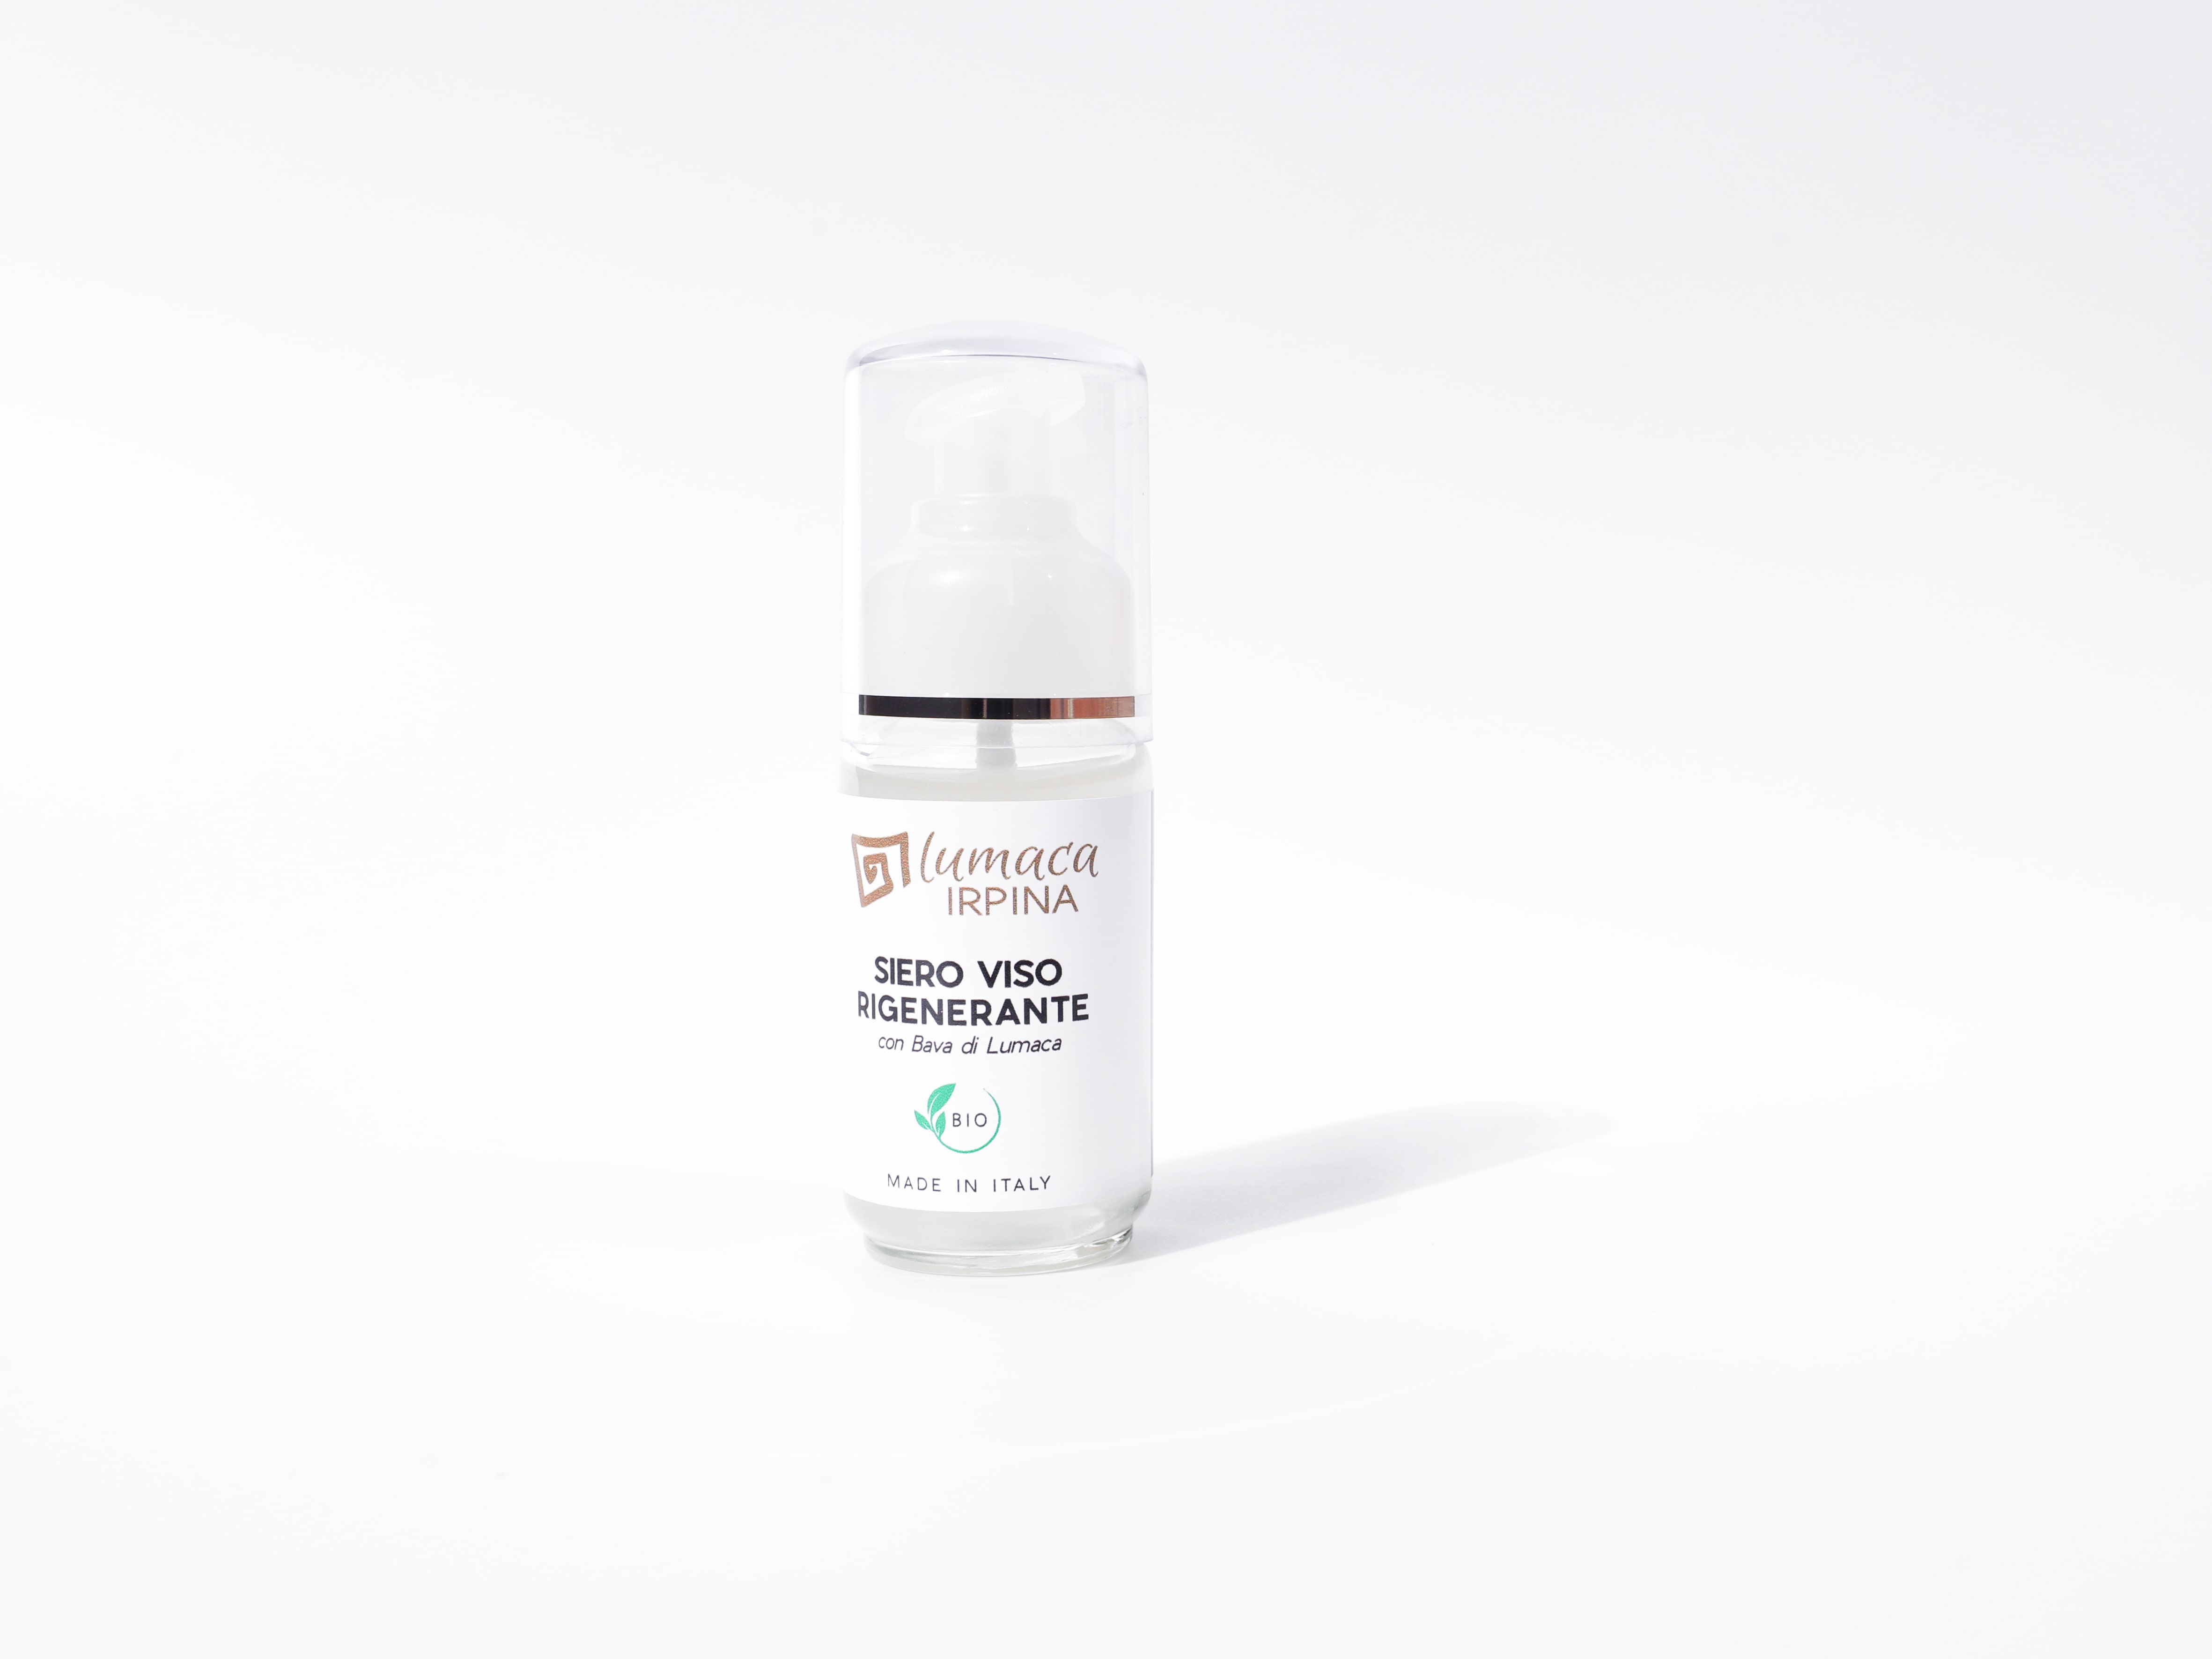 lumaca
IRPINA
SIERO VISO
RIGENERANTE
con Bava di Lumaca
BIO
MADE IN ITALY